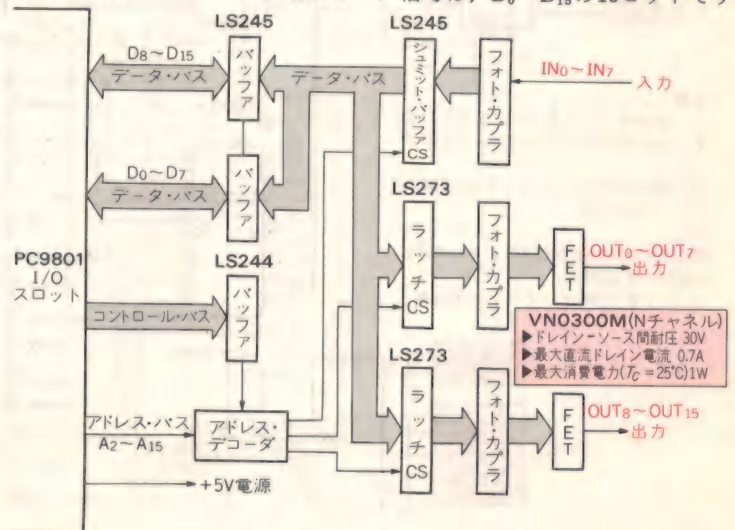 LS245
LS245
D8～D15
データ・バス
バッファ
データ・バス
シュミット・バッファ
CS
フォト・カプラ
IN0～IN7
入力
D0～D7
データ・バス
バッファ
LS273
ラッチ
CS
フォト・カプラ
FET
OUT0～OUT7
出力
PC9801
I/O
スロット
LS244
コントロール・バス
バッファ
VN0300M(Nチャネル)
▶ドレイン-ソース間耐圧 30V
▶最大直流ドレイン電流 0.7A
▶最大消費電力(TC=25℃)1W
LS273
ラッチ
CS
フォト・カプラ
FET
OUT8～OUT15
出力
アドレス・バス
A2～A15
アドレス・
デコーダ
+5V電源